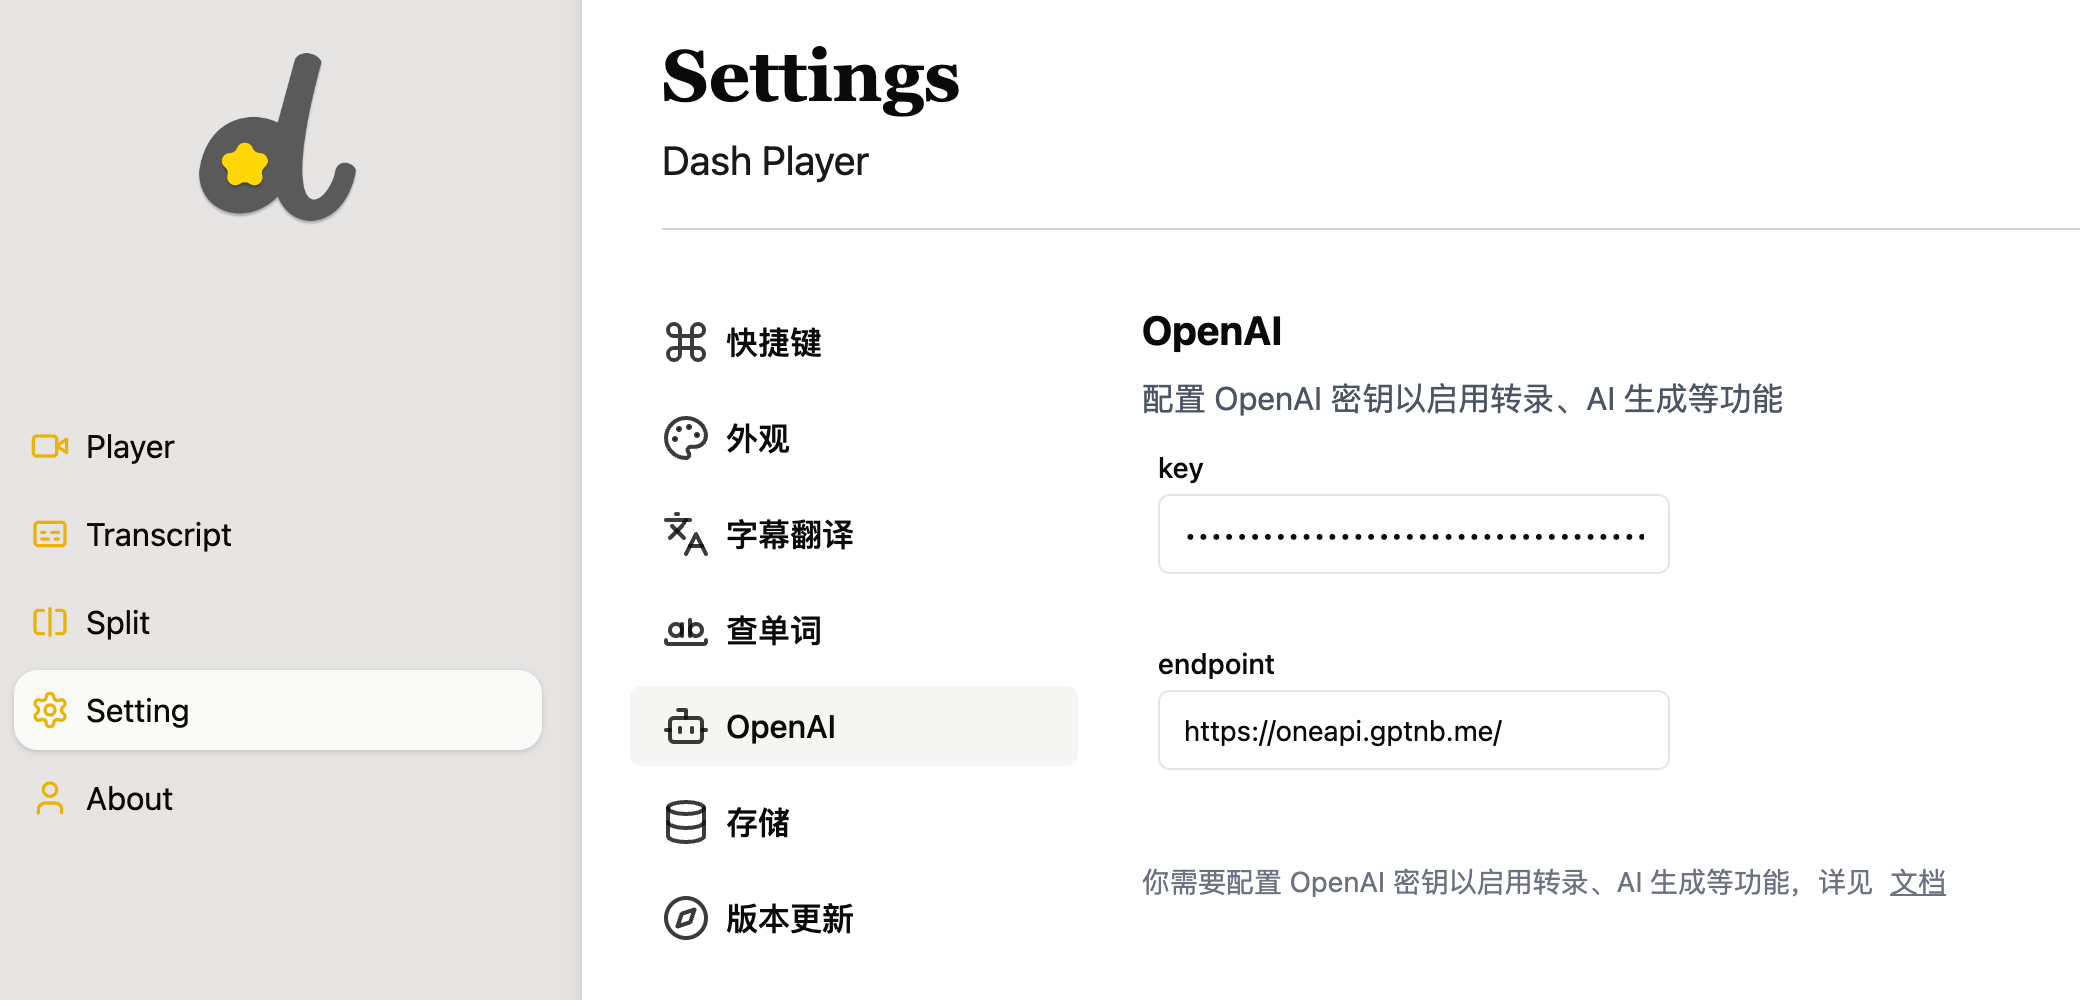 Settings
Dash Player
Player
Transcript
Split
Setting
About
快捷键
外观
字幕翻译
查单词
OpenAI
存储
版本更新
OpenAI
配置 OpenAI 密钥以启用转录、AI 生成等功能
key
••••••••••••••••••••••••••••••••••••
endpoint
https://oneapi.gptnb.me/
你需要配置 OpenAI 密钥以启用转录、AI 生成等功能，详见 文档